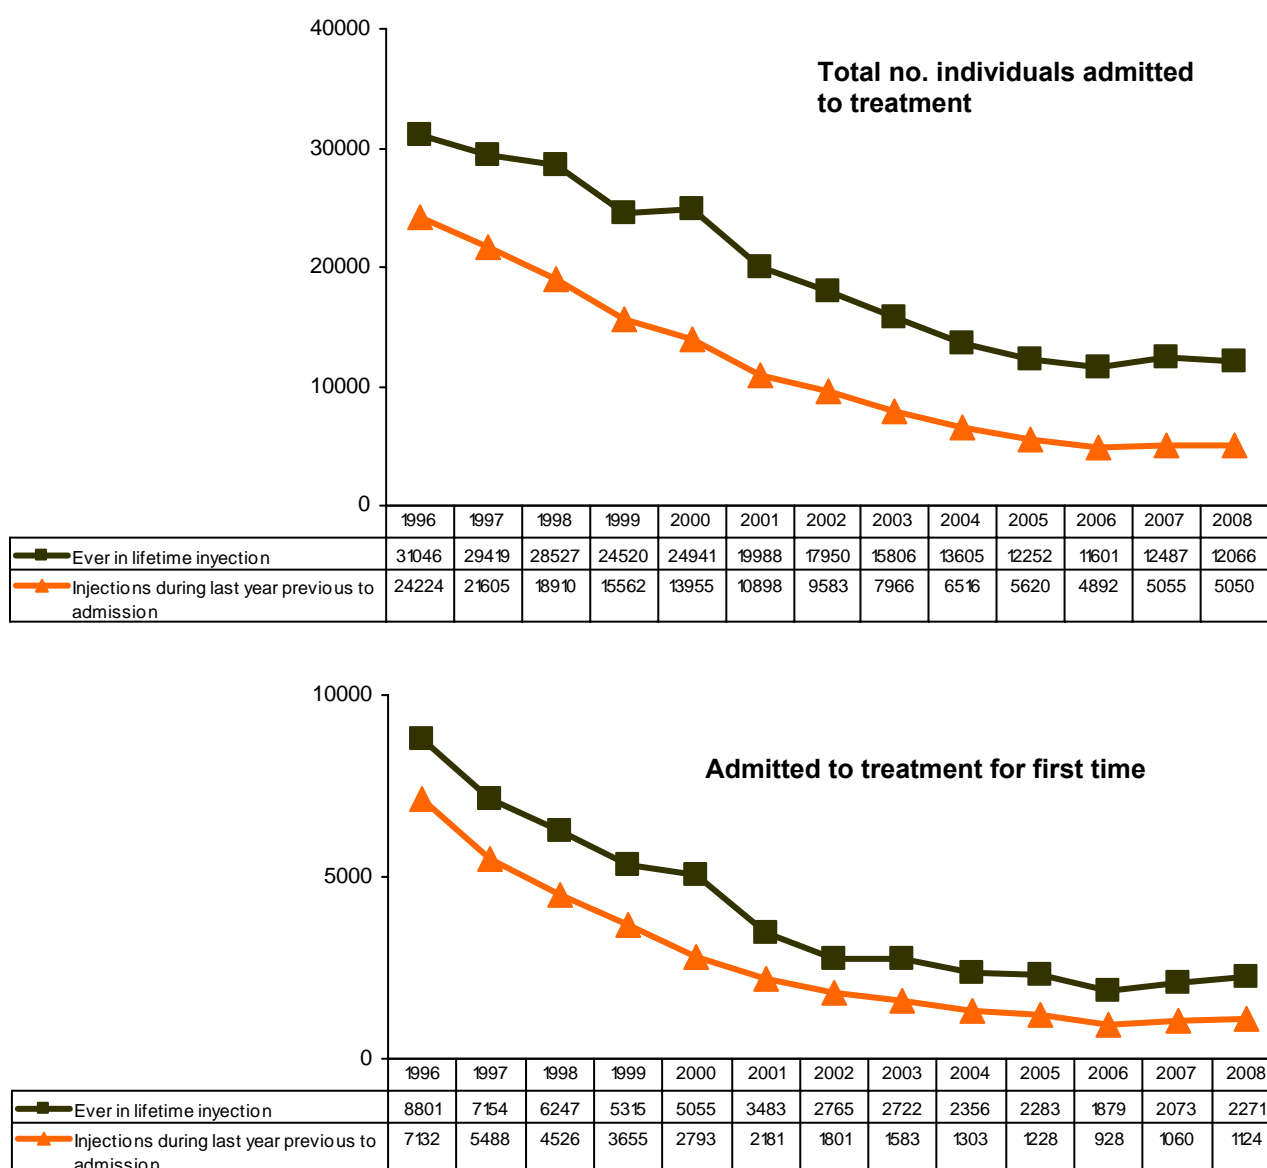 40000
Total no. individuals admitted
to treatment
30000
20000
10000
0
1996 1997 1998 1999 2000 2001 2002 2003 2004 2005 2006 2007 2008
Ever in lifetime inyection 31046 29419 28527 24520 24941 19988 17950 15806 13605 12252 11601 12487 12066
Injections during last year previous to 24224 21605 18910 15562 13955 10898 9583 7966 6516 5620 4892 5055 5050
admission
10000
Admitted to treatment for first time
5000
0
1996 1997 1998 1999 2000 2001 2002 2003 2004 2005 2006 2007 2008
Ever in lifetime inyection 8801 7154 6247 5315 5055 3483 2765 2722 2356 2283 1879 2073 2271
Injections during last year previous to 7132 5488 4526 3655 2793 2181 1801 1583 1303 1228 928 1060 1124
admission